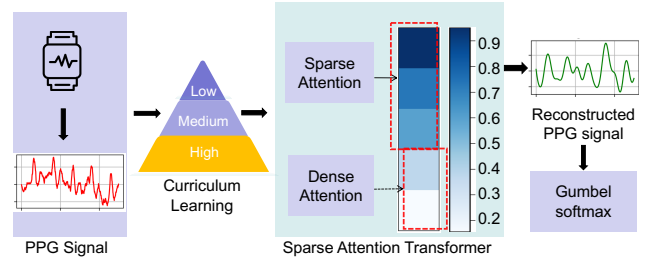 PPG Signal
Low
Medium
High
Curriculum
Learning
Sparse
Attention
Dense
Attention
0.9
0.8
0.7
0.6
0.5
0.4
0.3
0.2
Sparse Attention Transformer
Reconstructed
PPG signal
Gumbel
softmax